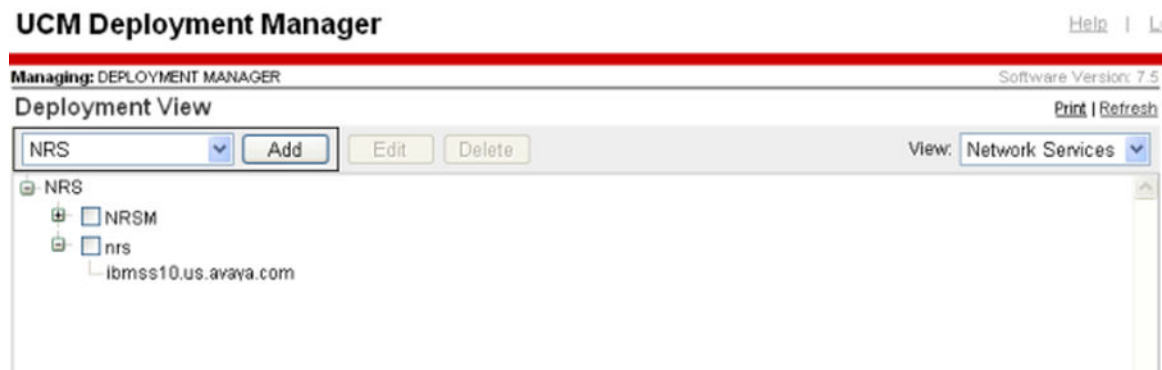 UCM Deployment Manager
Help | L
Managing: DEPLOYMENT MANAGER
Software Version: 7.5
Deployment View
Print | Refresh
NRS Add Edit Delete View: Network Services
NRS
NRSM
nrs
ibmss10.us.avaya.com